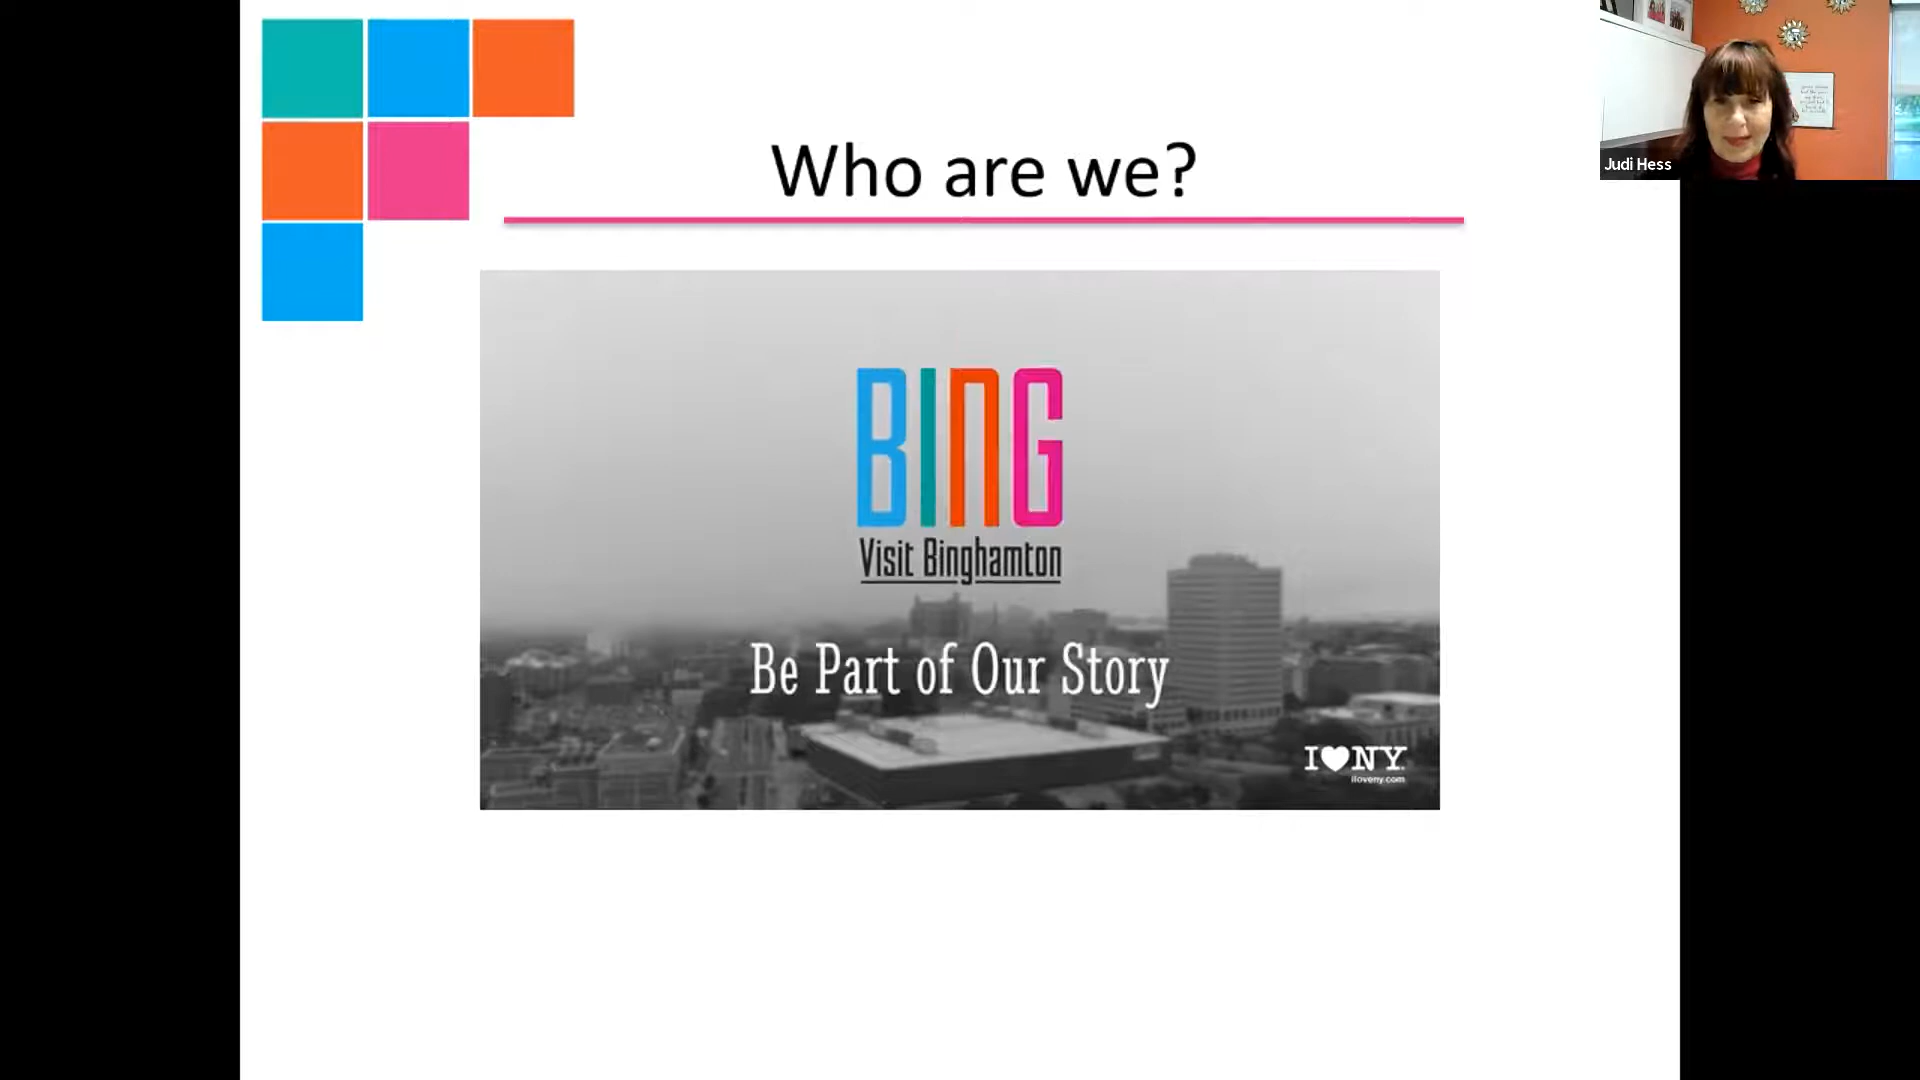 Who are we?
Judi Hess
BING
Visit Binghamton
Be Part of Our Story
I♥NY.
iloveny.com